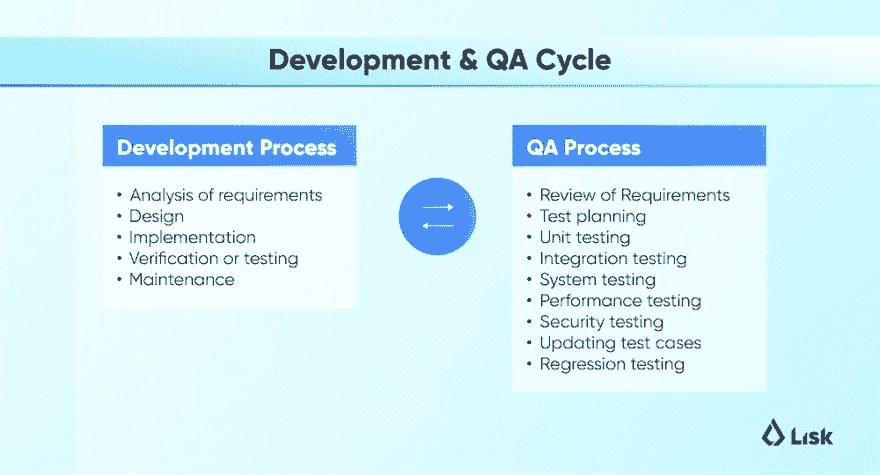 Development & QA Cycle
Development Process
• Analysis of requirements
• Design
• Implementation
• Verification or testing
• Maintenance
QA Process
• Review of Requirements
• Test planning
• Unit testing
• Integration testing
• System testing
• Performance testing
• Security testing
• Updating test cases
• Regression testing
Lisk